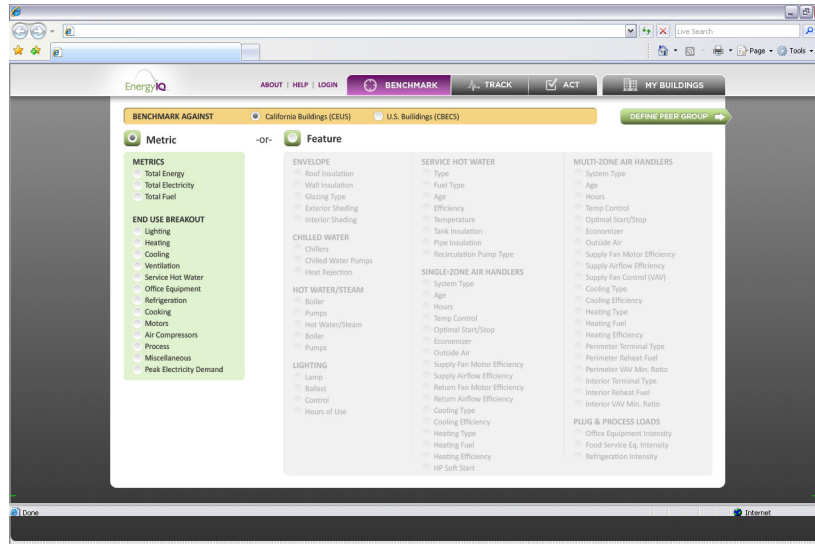 Live Search
Page
Tools
EnergyIQ
ABOUT | HELP | LOGIN
BENCHMARK
TRACK
ACT
MY BUILDINGS
BENCHMARK AGAINST
California Buildings (CEUS)
U.S. Builidings (CBECS)
DEFINE PEER GROUP
Metric
-or-
Feature
METRICS
Total Energy
Total Electricity
Total Fuel
END USE BREAKOUT
Lighting
Heating
Cooling
Ventilation
Service Hot Water
Office Equipment
Refrigeration
Cooking
Motors
Air Compressors
Process
Miscellaneous
Peak Electricity Demand
ENVELOPE
Roof Insulation
Wall Insulation
Glazing Type
Exterior Shading
Interior Shading
CHILLED WATER
Chillers
Chilled Water Pumps
Heat Rejection
HOT WATER/STEAM
Boiler
Pumps
Hot Water/Steam
Boiler
Pumps
LIGHTING
Lamp
Ballast
Control
Hours of Use
SERVICE HOT WATER
Type
Fuel Type
Age
Efficiency
Temperature
Tank Insulation
Pipe Insulation
Recirculation Pump Type
SINGLE-ZONE AIR HANDLERS
System Type
Age
Hours
Temp Control
Optimal Start/Stop
Economizer
Outside Air
Supply Fan Motor Efficiency
Supply Airflow Efficiency
Return Fan Motor Efficiency
Return Airflow Efficiency
Cooling Type
Cooling Efficiency
Heating Type
Heating Fuel
Heating Efficiency
HP Soft Start
MULTI-ZONE AIR HANDLERS
System Type
Age
Hours
Temp Control
Optimal Start/Stop
Economizer
Outside Air
Supply Fan Motor Efficiency
Supply Airflow Efficiency
Supply Fan Control (VAV)
Cooling Type
Cooling Efficiency
Heating Type
Heating Fuel
Heating Efficiency
Perimeter Terminal Type
Perimeter Reheat Fuel
Perimeter VAV Min. Ratio
Interior Terminal Type
Interior Reheat Fuel
Interior VAV Min. Ratio
PLUG & PROCESS LOADS
Office Equipment Intensity
Food Service Eq. Intensity
Refrigeration Intensity
Done
Internet